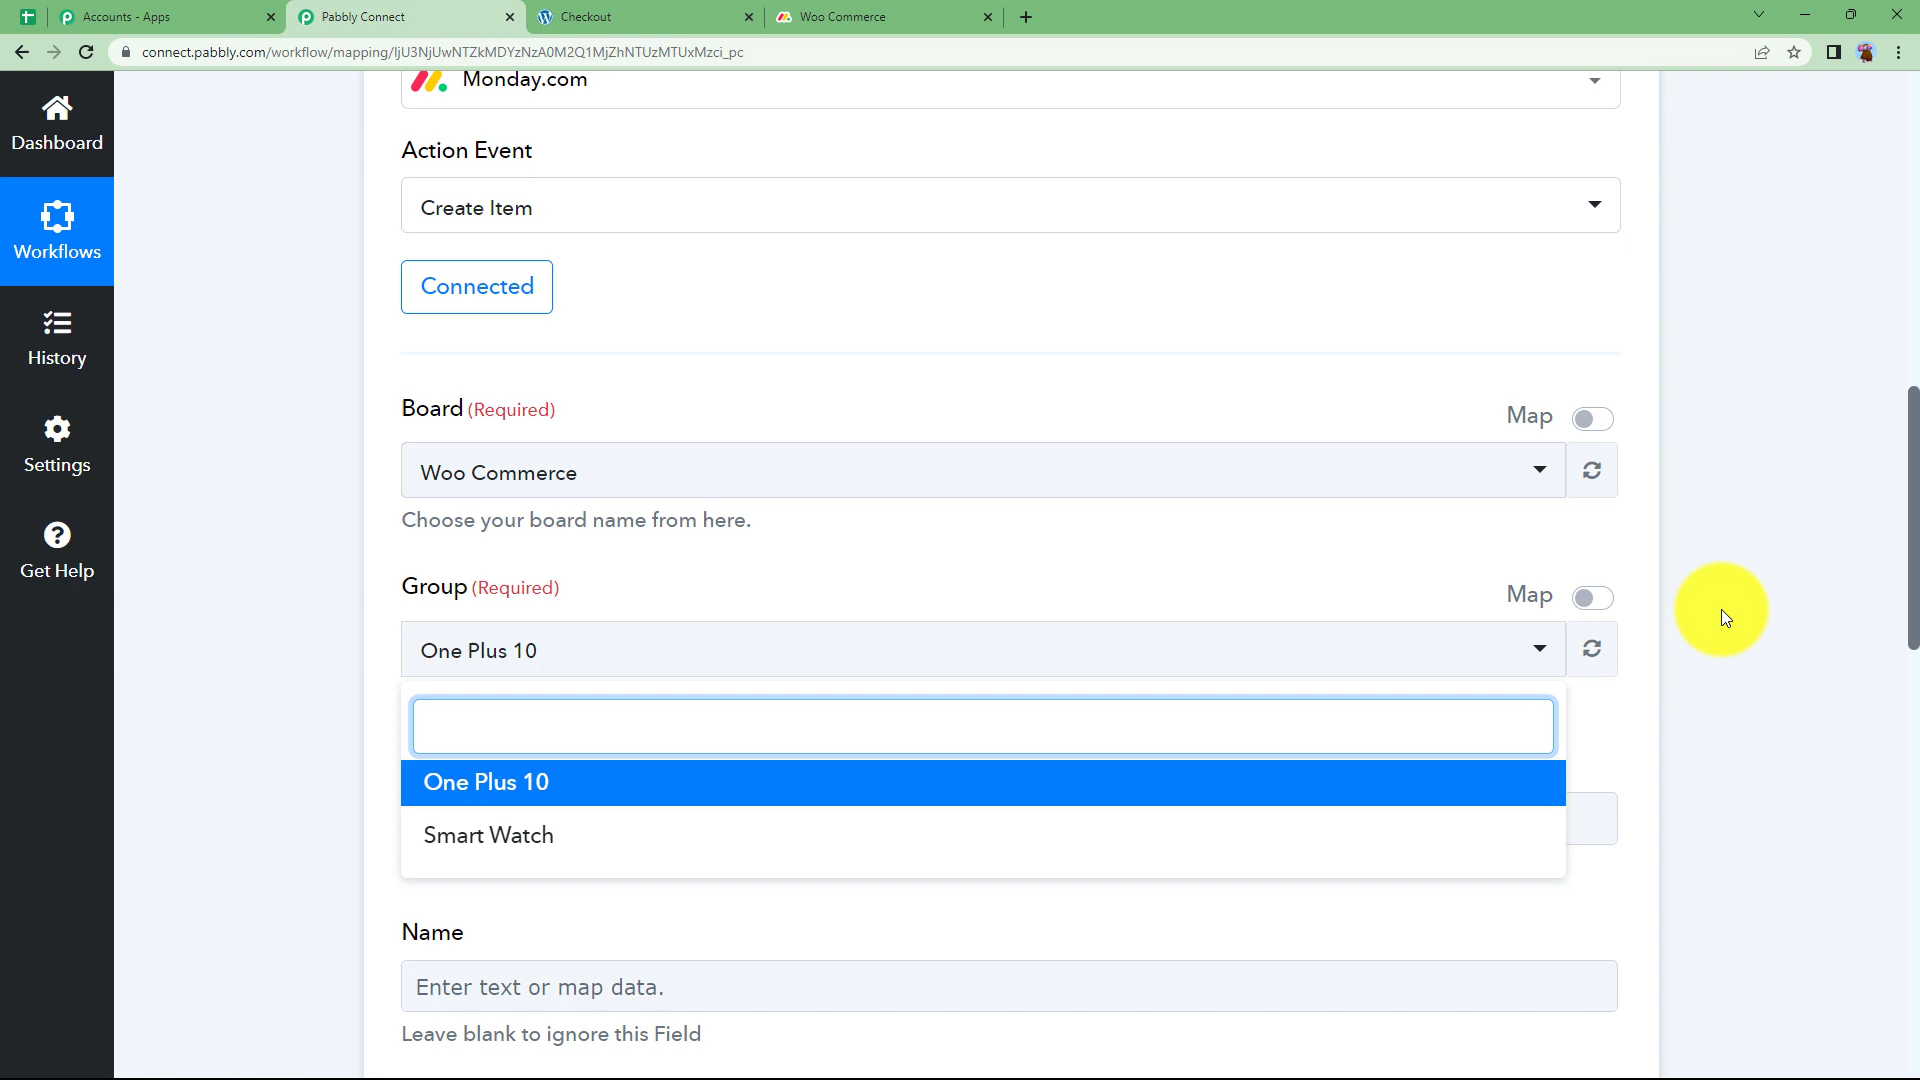 Accounts - Apps
Pabbly Connect
Checkout
Woo Commerce
connect.pabbly.com/workflow/mapping/IjU3NjUwNTZkMDYzNzA0M2Q1MjZhNTUzMTUxMzci_pc
Dashboard
Workflows
History
Settings
Get Help
Monday.com
Action Event
Create Item
Connected
Board (Required)
Map
Woo Commerce
Choose your board name from here.
Group (Required)
Map
One Plus 10
One Plus 10
Smart Watch
Name
Enter text or map data.
Leave blank to ignore this Field